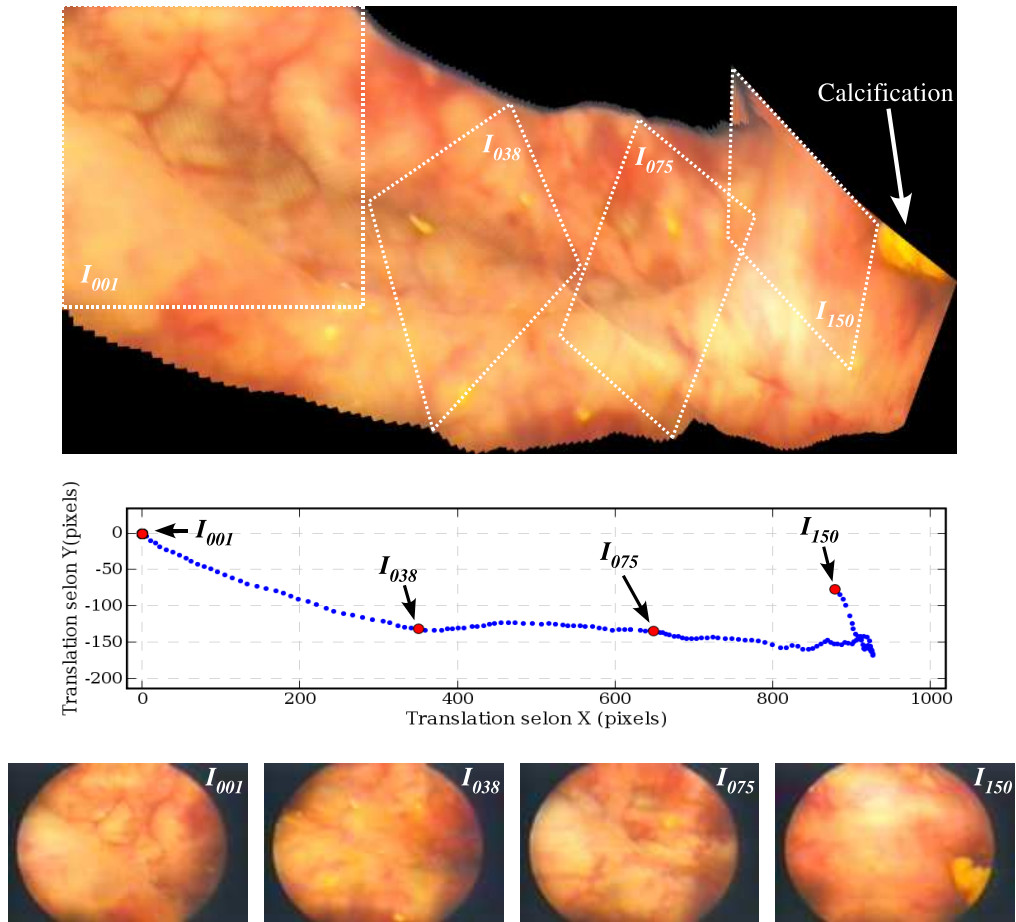 Calcification
I038
I075
I001
I150
Translation selon Y(pixels)
0
-50
-100
-150
-200
I001
I038
I075
I150
0 200 400 600 800 1000
Translation selon X (pixels)
I001 I038 I075 I150